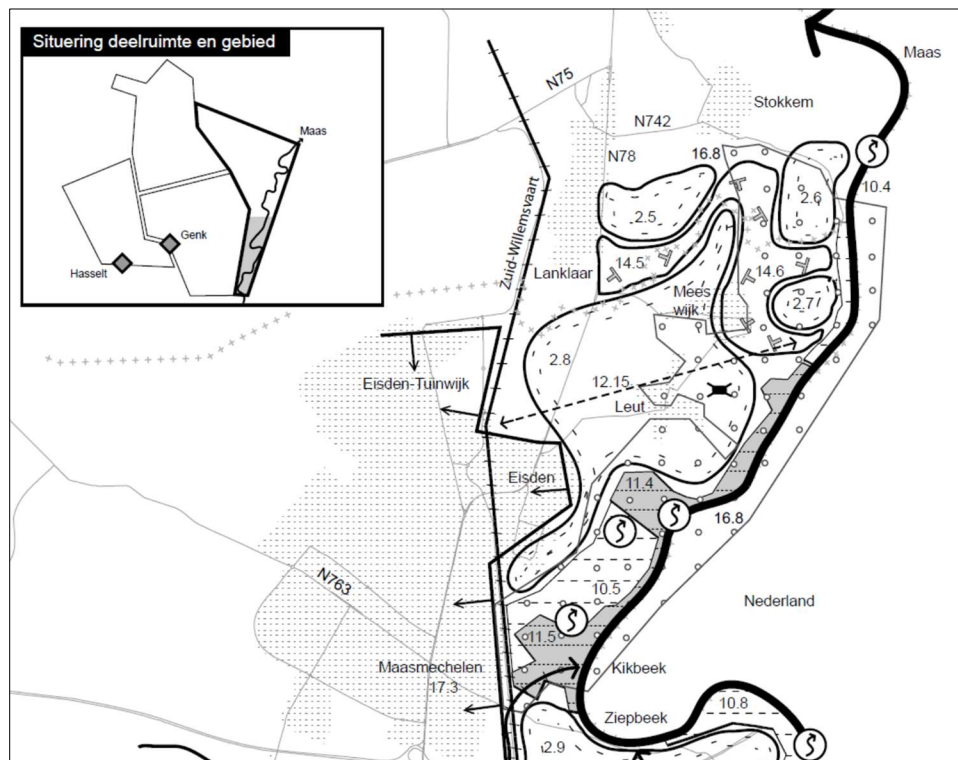 Situering deelruimte en gebied
Maas
Genk
Hasselt
Maas
N75
Stokkem
N742
N78
16.8
10.4
2.5
2.6
Zuid-Willemsvaart
Lanklaar
14.5
14.6
Mees
wijk
2.7
2.8
Eisden-Tuinwijk
12.15
Leut
Eisden
11.4
16.8
N763
10.5
Nederland
11.5
Maasmechelen
17.3
Kikbeek
Ziepbeek
10.8
2.9